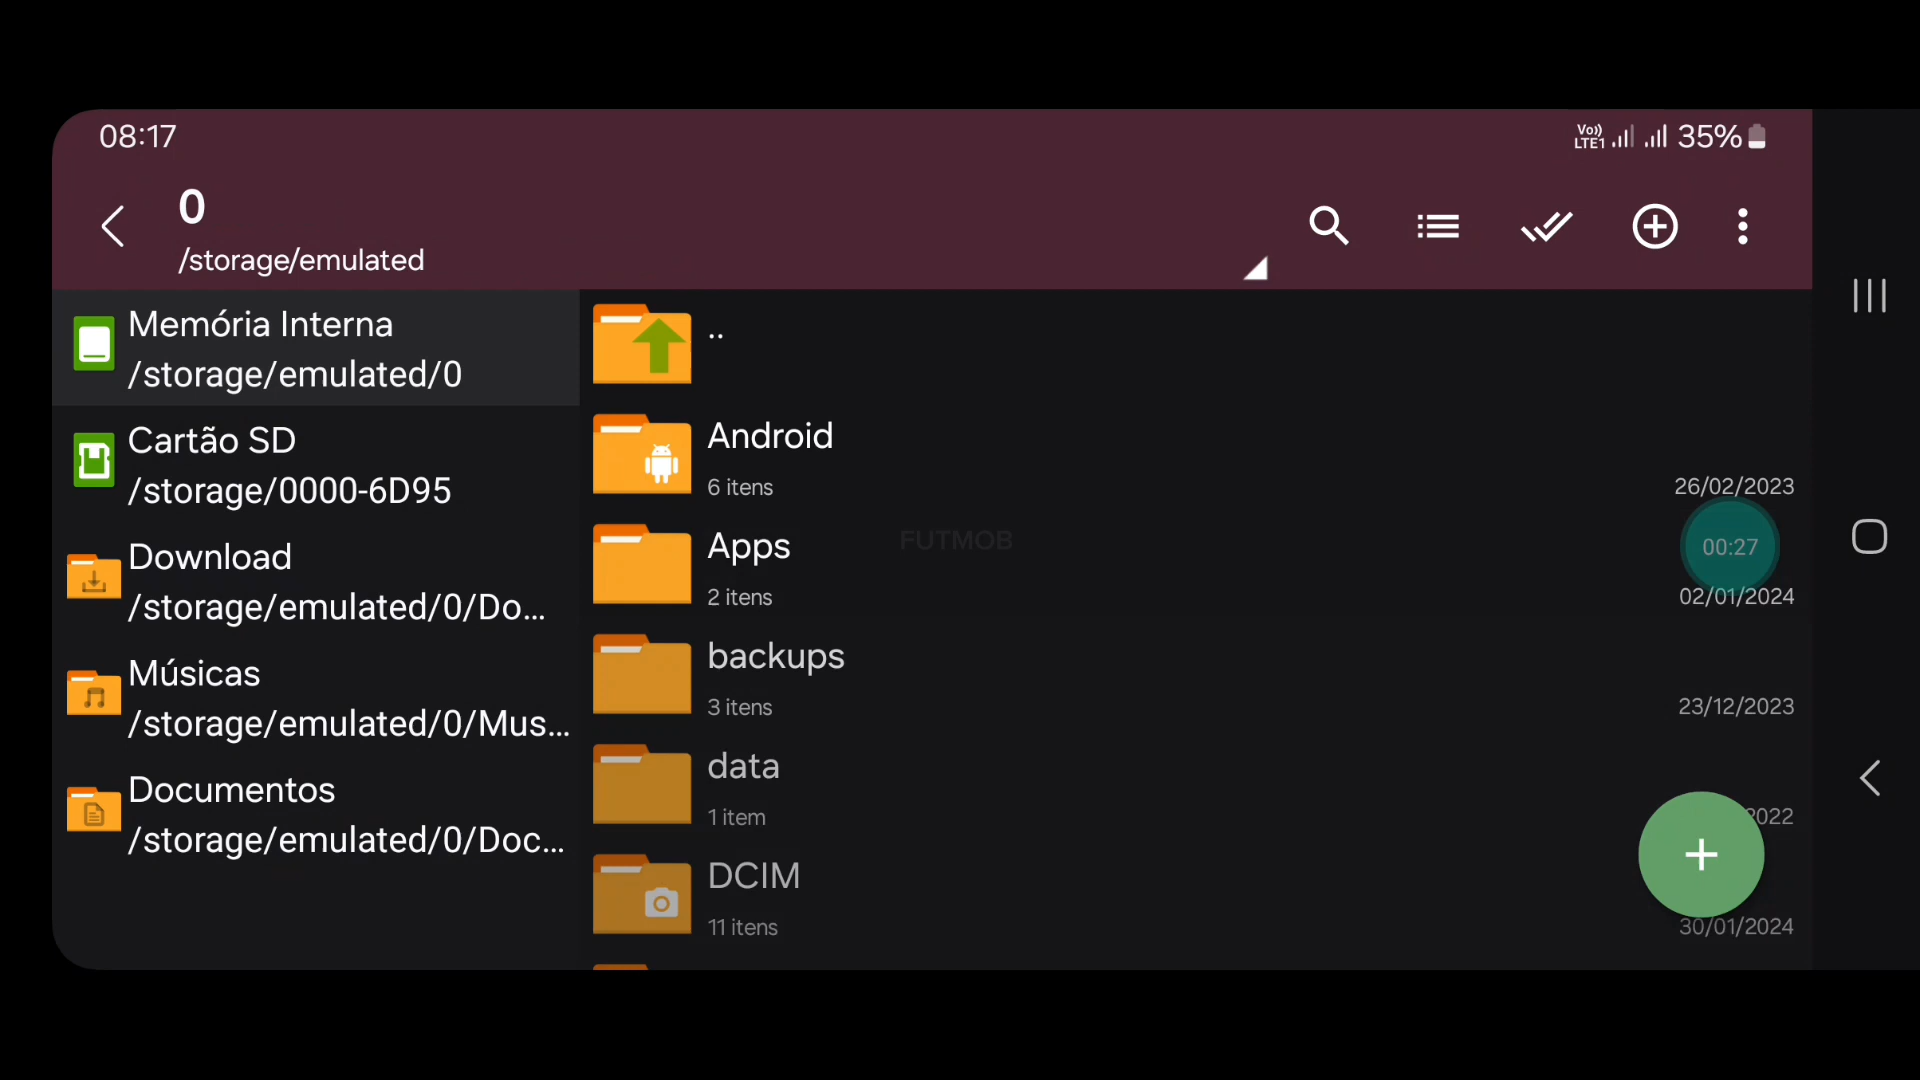 08:17
Vo))
LTE1
35%
0
/storage/emulated
Memória Interna
/storage/emulated/0
Cartão SD
/storage/0000-6D95
Download
/storage/emulated/0/Do...
Músicas
/storage/emulated/0/Mus...
Documentos
/storage/emulated/0/Doc...
..
Android
6 itens
26/02/2023
Apps
2 itens
02/01/2024
FUTMOB
00:27
backups
3 itens
23/12/2023
data
1 item
2022
DCIM
11 itens
30/01/2024